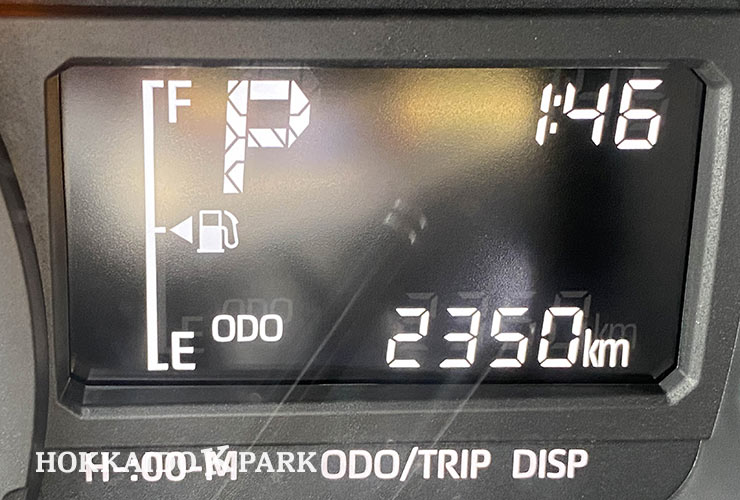 F
P
1:46
E
ODO
2350km
HOKKAIDO K-PARK
ODO/TRIP DISP